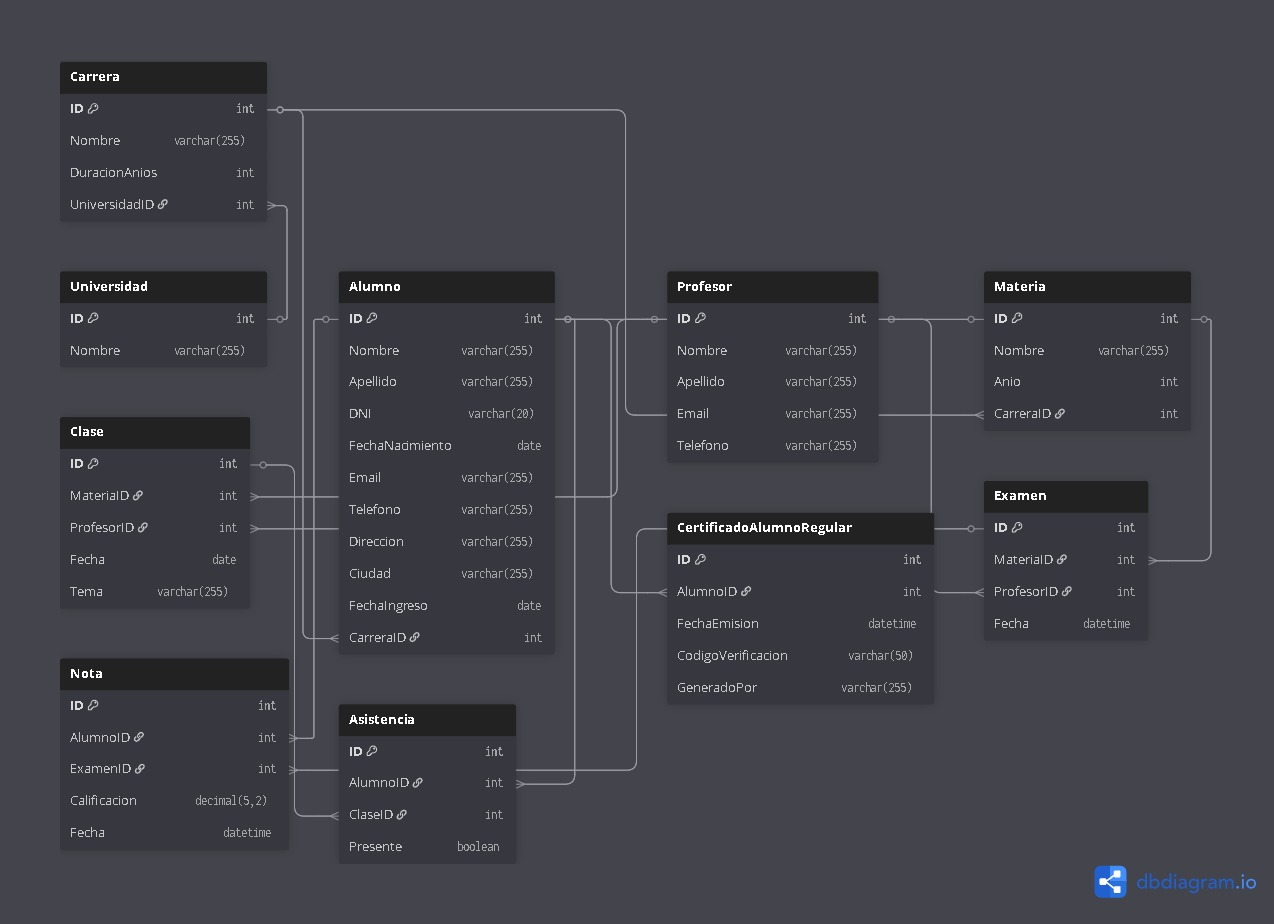 Carrera
ID int
Nombre varchar(255)
DuracionAnios int
UniversidadID int
Universidad
ID int
Nombre varchar(255)
Clase
ID int
MateriaID int
ProfesorID int
Fecha date
Tema varchar(255)
Nota
ID int
AlumnoID int
ExamenID int
Calificacion decimal(5,2)
Fecha datetime
Alumno
ID int
Nombre varchar(255)
Apellido varchar(255)
DNI varchar(20)
FechaNacimiento date
Email varchar(255)
Telefono varchar(255)
Direccion varchar(255)
Ciudad varchar(255)
FechaIngreso date
CarreraID int
Asistencia
ID int
AlumnoID int
ClaseID int
Presente boolean
Profesor
ID int
Nombre varchar(255)
Apellido varchar(255)
Email varchar(255)
Telefono varchar(255)
CertificadoAlumnoRegular
ID int
AlumnoID int
FechaEmision datetime
CodigoVerificacion varchar(50)
GeneradoPor varchar(255)
Materia
ID int
Nombre varchar(255)
Anio int
CarreraID int
Examen
ID int
MateriaID int
ProfesorID int
Fecha datetime
dbdiagram.io